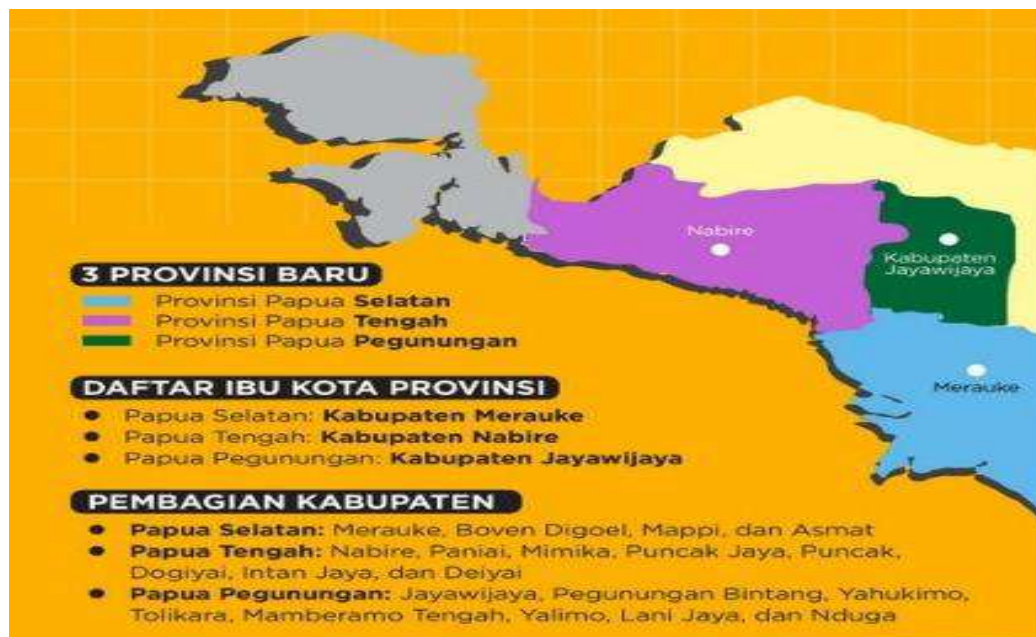 Nabire
Kabupaten
Jayawijaya
Merauke
3 PROVINSI BARU
Provinsi Papua Selatan
Provinsi Papua Tengah
Provinsi Papua Pegunungan
DAFTAR IBU KOTA PROVINSI
Papua Selatan: Kabupaten Merauke
Papua Tengah: Kabupaten Nabire
Papua Pegunungan: Kabupaten Jayawijaya
PEMBAGIAN KABUPATEN
Papua Selatan: Merauke, Boven Digoel, Mappi, dan Asmat
Papua Tengah: Nabire, Paniai, Mimika, Puncak Jaya, Puncak,
Dogiyai, Intan Jaya, dan Deiyai
Papua Pegunungan: Jayawijaya, Pegunungan Bintang, Yahukimo,
Tolikara, Mamberamo Tengah, Yalimo, Lani Jaya, dan Nduga